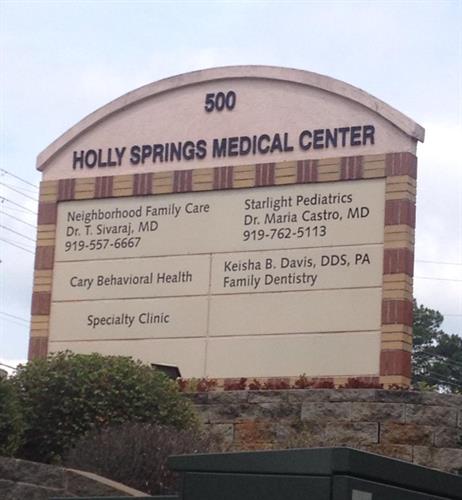 500
HOLLY SPRINGS MEDICAL CENTER
Neighborhood Family Care
Dr. T. Sivaraj, MD
919-557-6667
Starlight Pediatrics
Dr. Maria Castro, MD
919-762-5113
Cary Behavioral Health
Keisha B. Davis, DDS, PA
Family Dentistry
Specialty Clinic